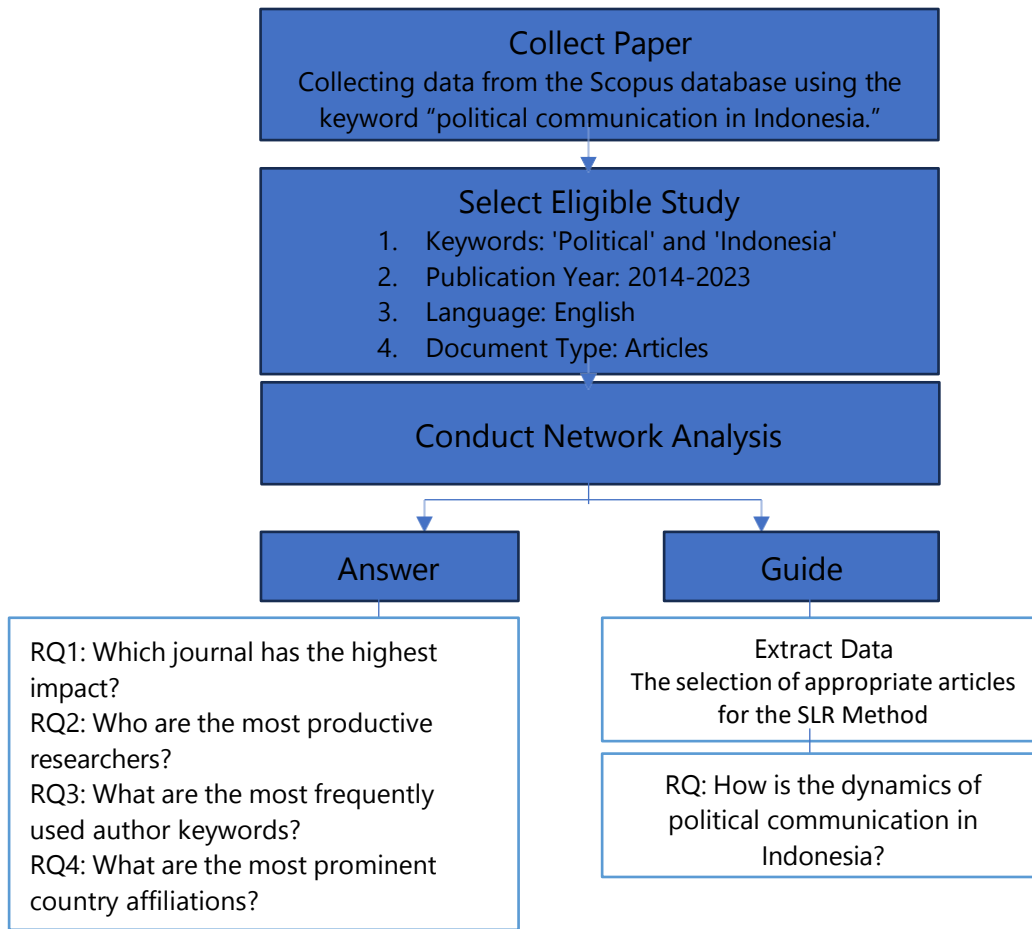 Collect Paper
Collecting data from the Scopus database using the
keyword “political communication in Indonesia.”
Select Eligible Study
1. Keywords: 'Political' and 'Indonesia'
2. Publication Year: 2014-2023
3. Language: English
4. Document Type: Articles
Conduct Network Analysis
Answer
RQ1: Which journal has the highest
impact?
RQ2: Who are the most productive
researchers?
RQ3: What are the most frequently
used author keywords?
RQ4: What are the most prominent
country affiliations?
Guide
Extract Data
The selection of appropriate articles
for the SLR Method
RQ: How is the dynamics of
political communication in
Indonesia?